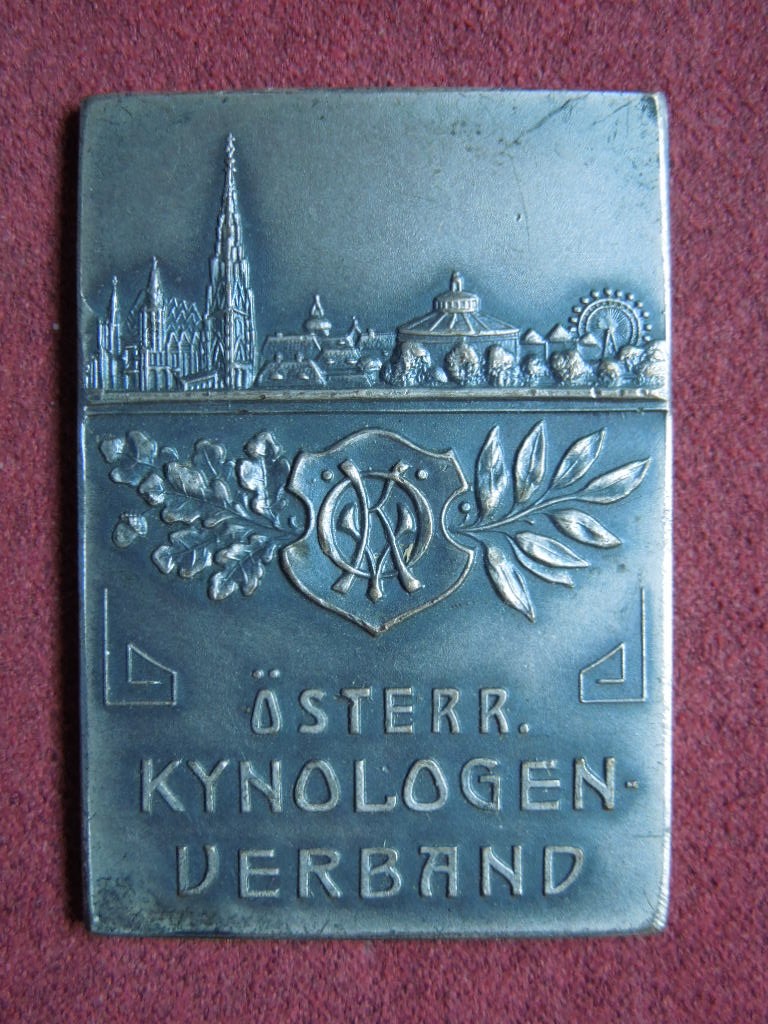 ÖSTERR.
KYNOLOGEN-
VERBAND